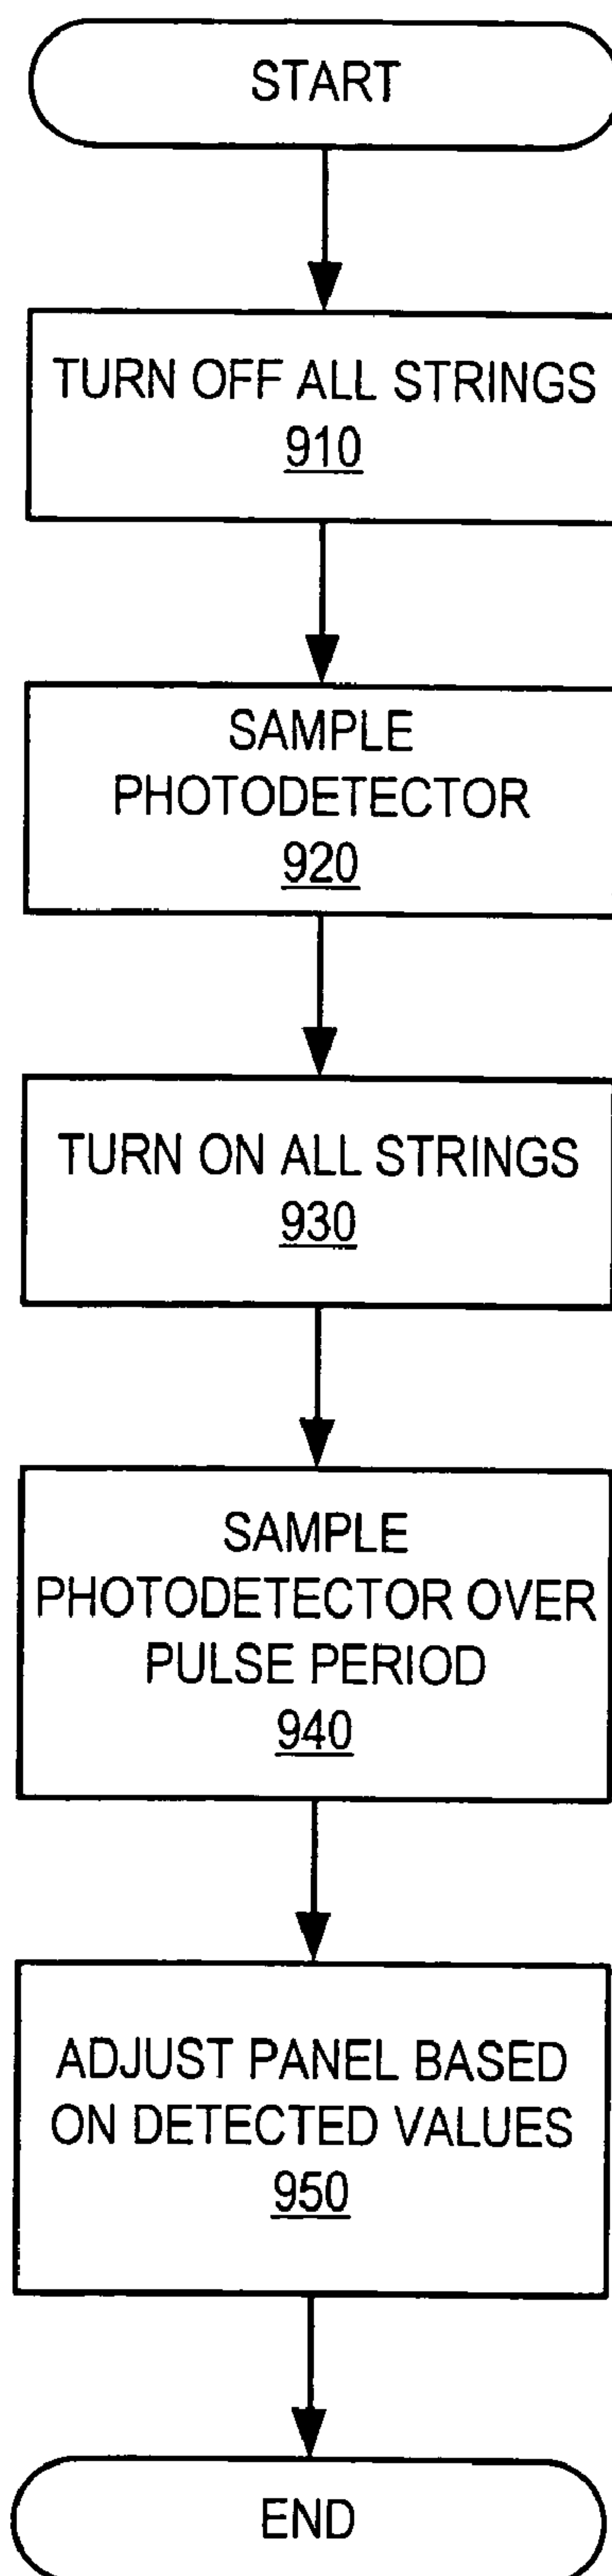 START
TURN OFF ALL STRINGS
910
SAMPLE
PHOTODETECTOR
920
TURN ON ALL STRINGS
930
SAMPLE
PHOTODETECTOR OVER
PULSE PERIOD
940
ADJUST PANEL BASED
ON DETECTED VALUES
950
END